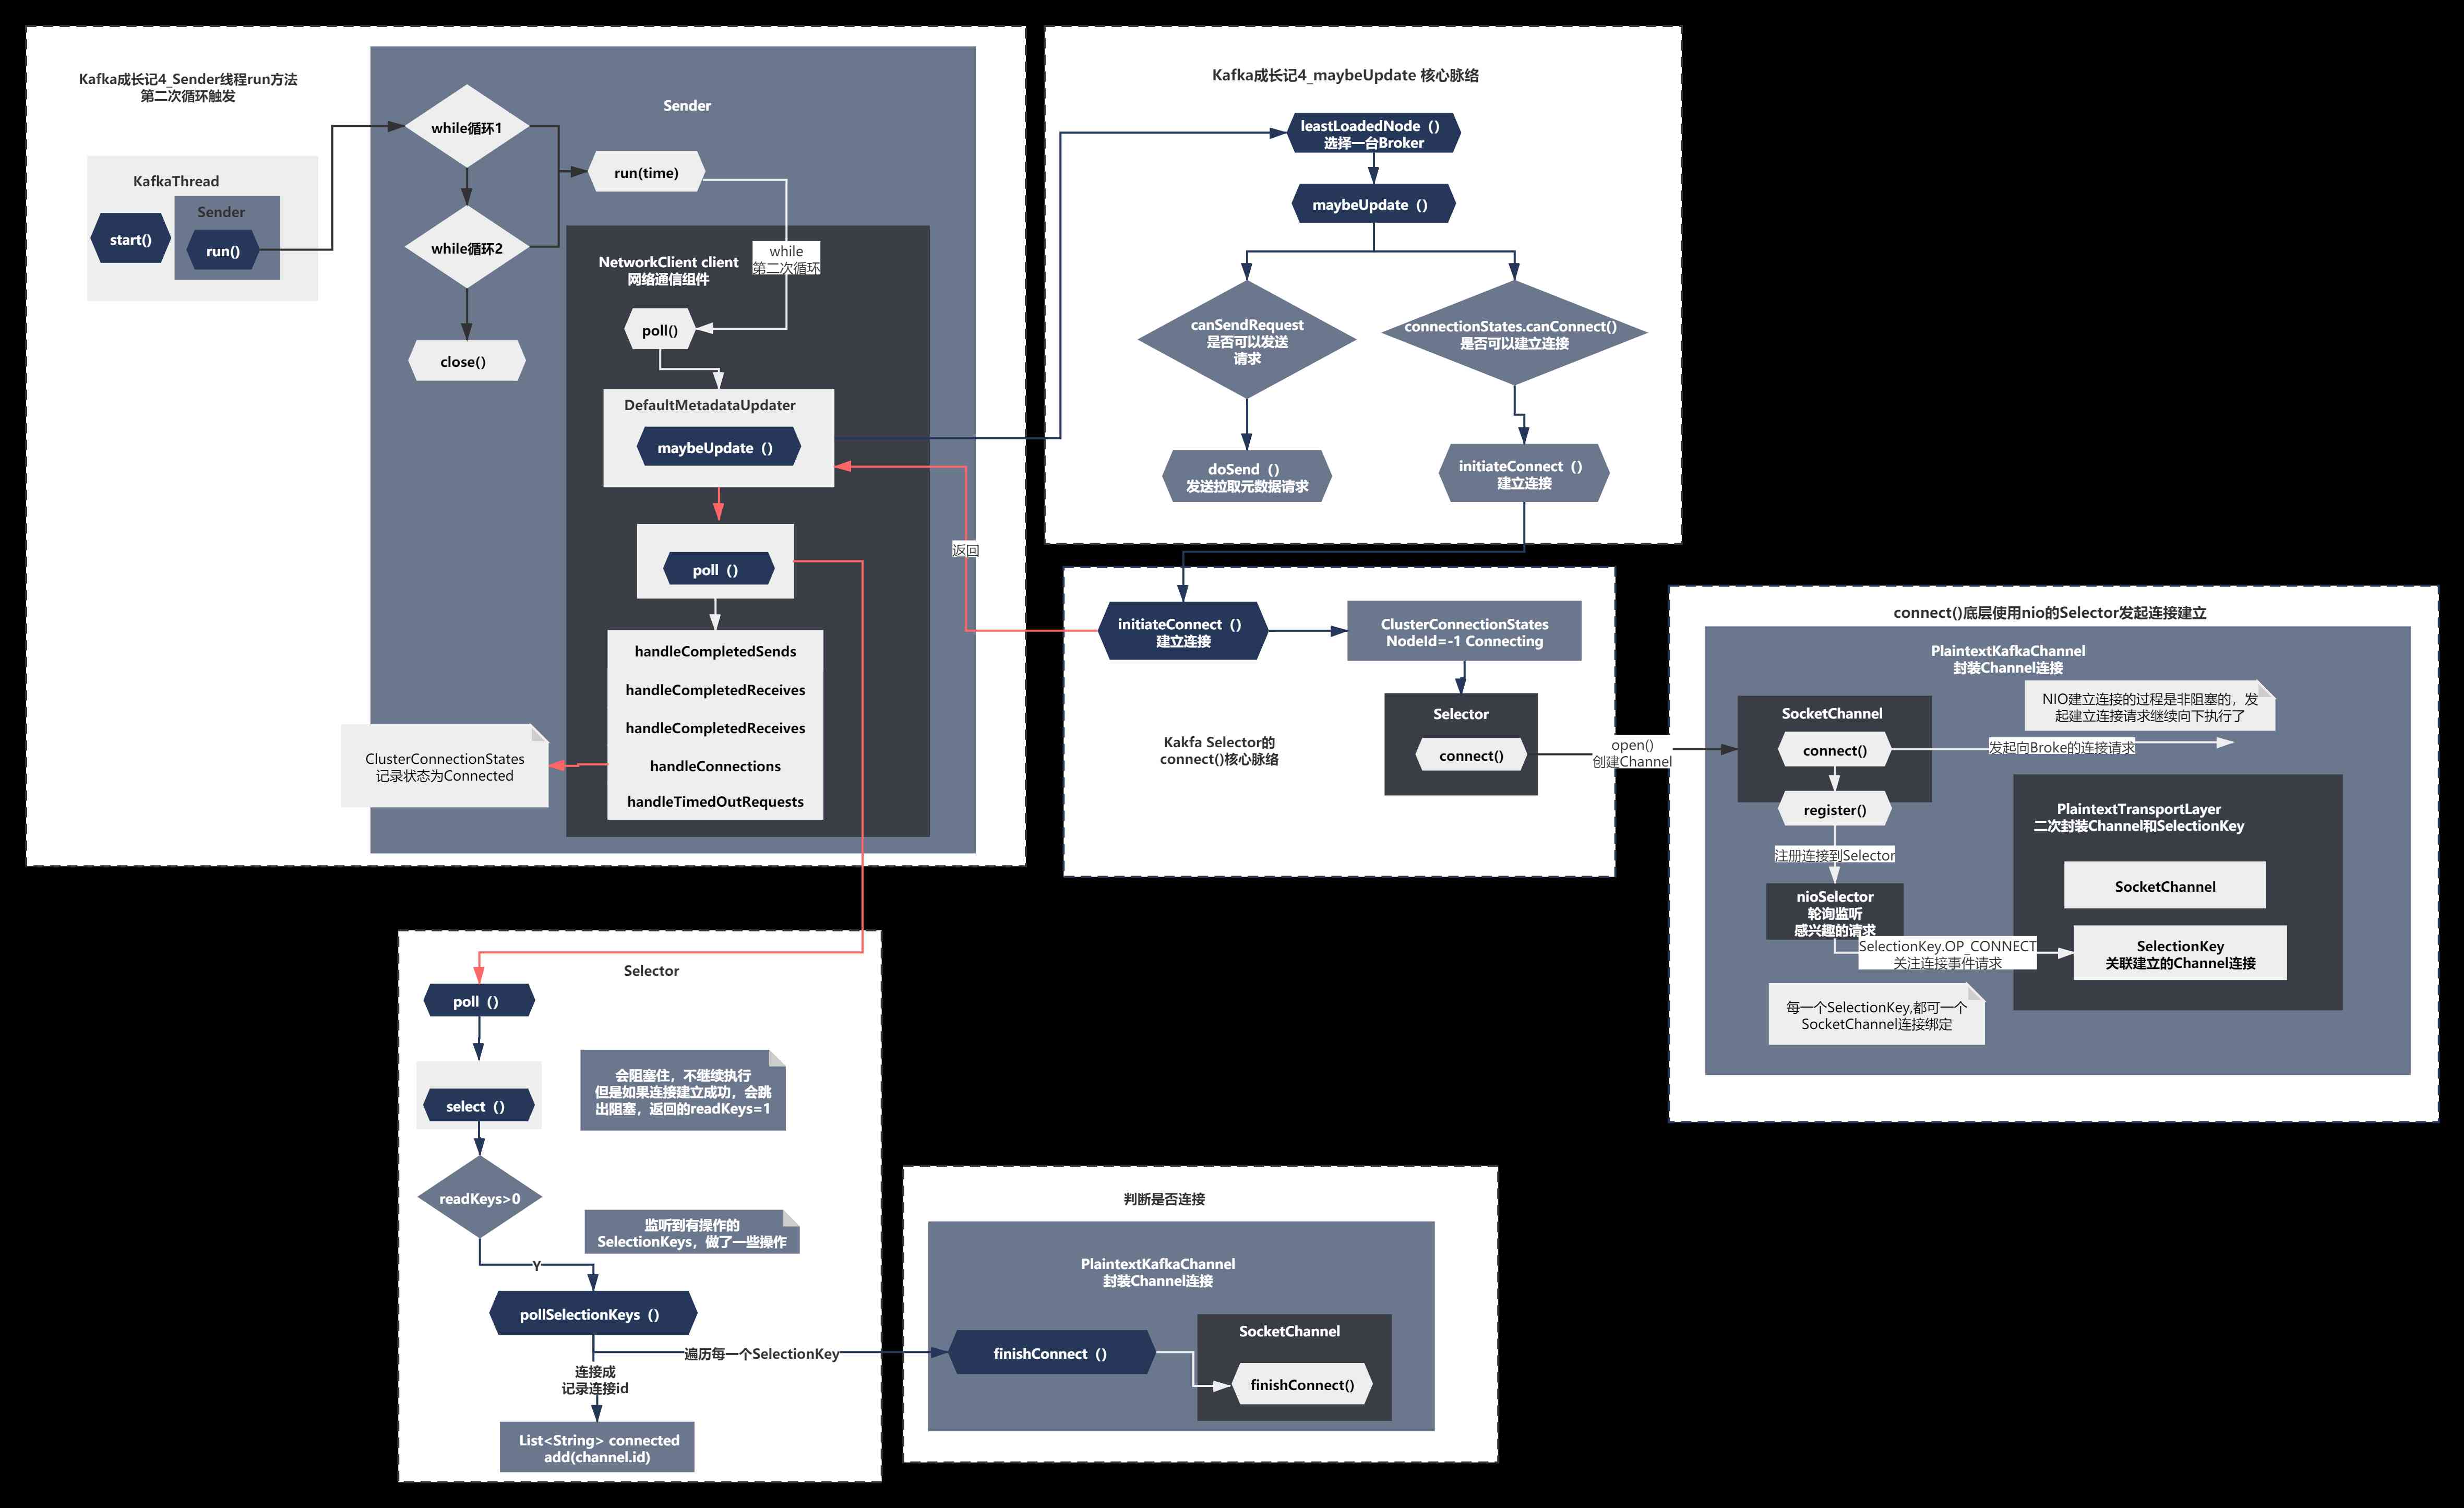 Kafka成长记4_Sender线程run方法
第二次循环触发
KafkaThread
start()
Sender
run()
Sender
while循环1
while循环2
close()
run(time)
while
第二次循环
NetworkClient client
网络通信组件
poll()
DefaultMetadataUpdater
maybeUpdate（）
poll（）
handleCompletedSends
handleCompletedReceives
handleCompletedReceives
handleConnections
handleTimedOutRequests
ClusterConnectionStates
记录状态为Connected
返回
Kafka成长记4_maybeUpdate 核心脉络
leastLoadedNode（）
选择一台Broker
maybeUpdate（）
canSendRequest
是否可以发送
请求
connectionStates.canConnect()
是否可以建立连接
doSend（）
发送拉取元数据请求
initiateConnect（）
建立连接
initiateConnect（）
建立连接
ClusterConnectionStates
NodeId=-1 Connecting
Selector
connect()
Kakfa Selector的
connect()核心脉络
open()
创建Channel
connect()底层使用nio的Selector发起连接建立
PlaintextKafkaChannel
封装Channel连接
NIO建立连接的过程是非阻塞的，发
起建立连接请求继续向下执行了
SocketChannel
connect()
发起向Broke的连接请求
register()
注册连接到Selector
nioSelector
轮询监听
感兴趣的请求
SelectionKey.OP_CONNECT
关注连接事件请求
PlaintextTransportLayer
二次封装Channel和SelectionKey
SocketChannel
SelectionKey
关联建立的Channel连接
每一个SelectionKey,都可一个
SocketChannel连接绑定
Selector
poll（）
select（）
会阻塞住，不继续执行
但是如果连接建立成功，会跳
出阻塞，返回的readKeys=1
readKeys>0
监听到有操作的
SelectionKeys，做了一些操作
Y
pollSelectionKeys（）
遍历每一个SelectionKey
连接成
记录连接id
List<String> connected
add(channel.id)
判断是否连接
PlaintextKafkaChannel
封装Channel连接
finishConnect（）
SocketChannel
finishConnect()